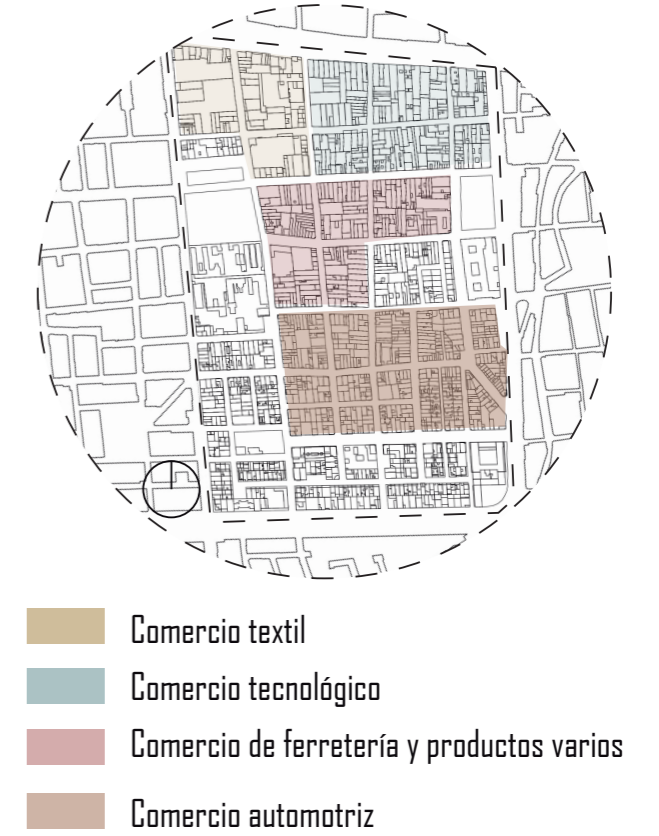 Comercio textil
Comercio tecnológico
Comercio de ferretería y productos varios
Comercio automotriz